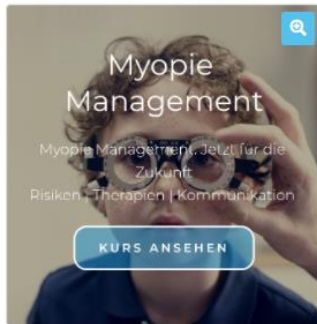 Myopie
Management
Myopie Management. Jetzt für die
Zukunft
Risiken | Therapien | Kommunikation
KURS ANSEHEN